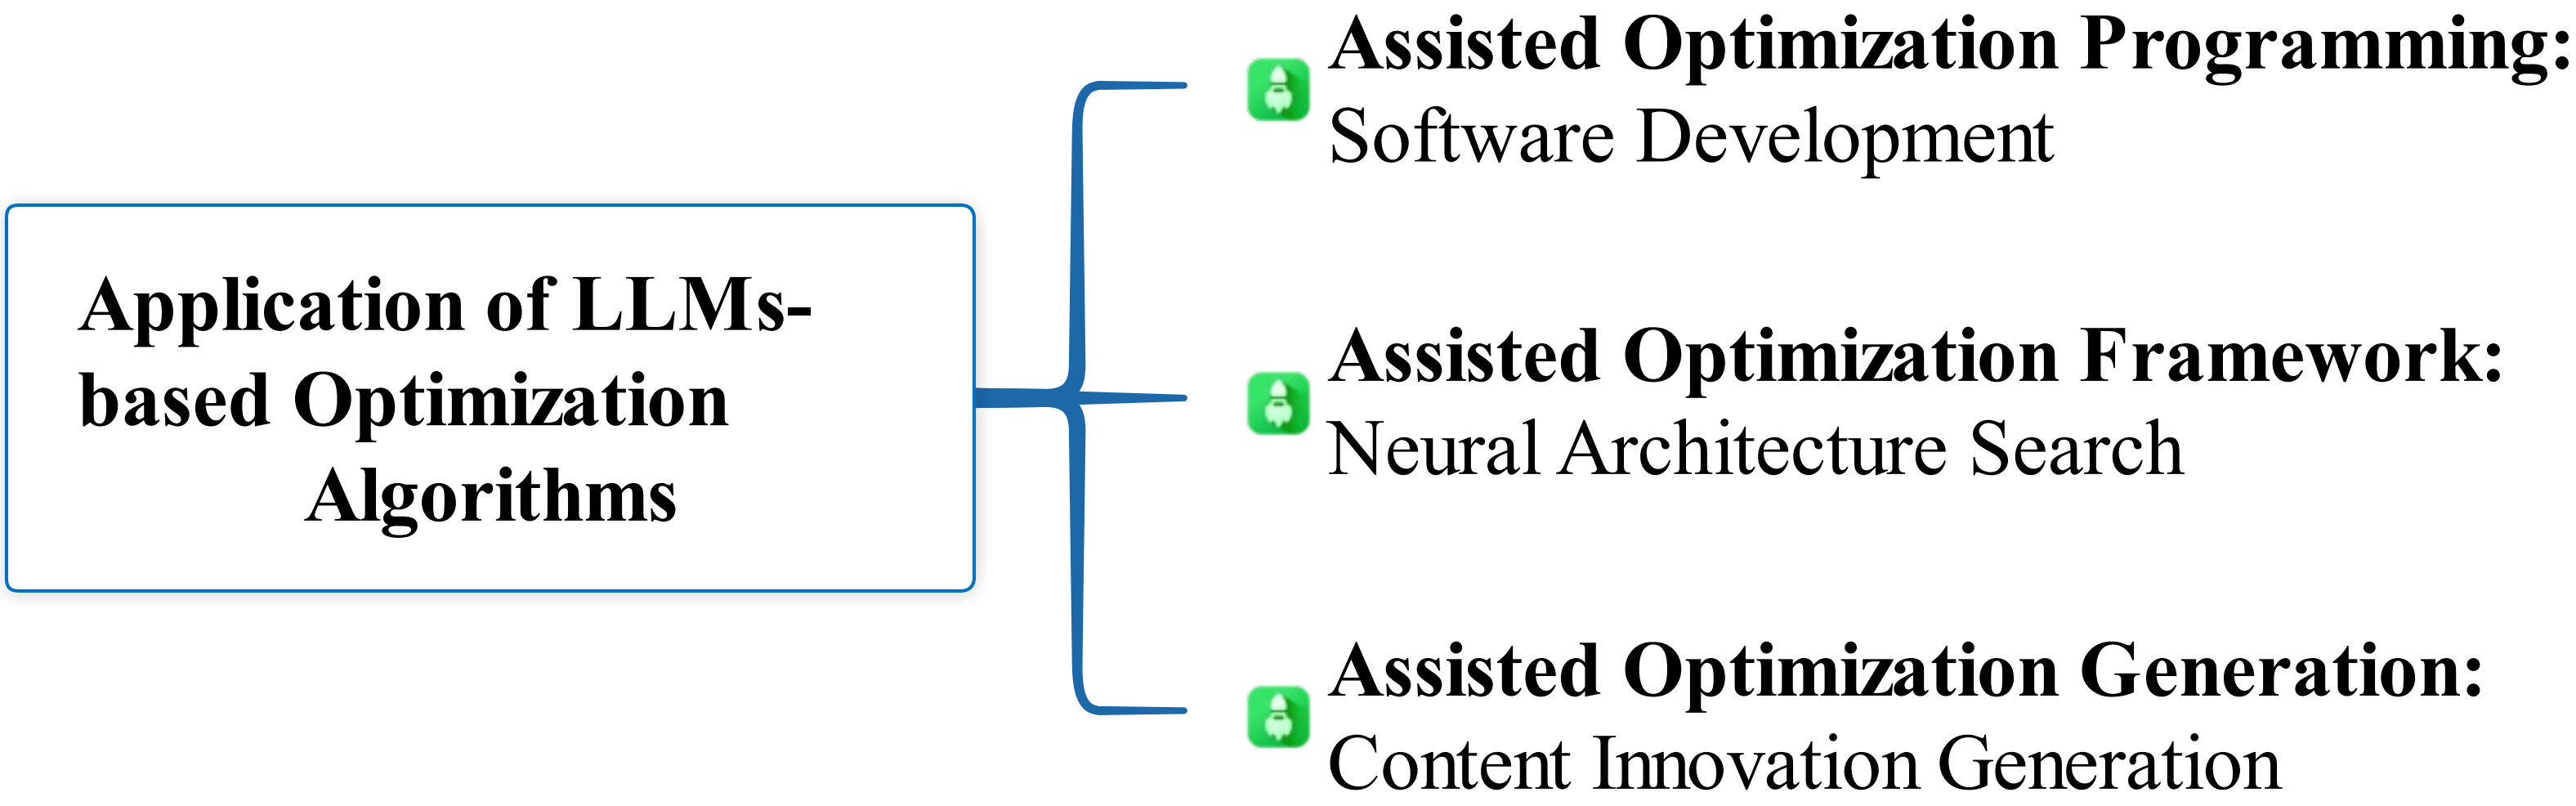 Application of LLMs-
based Optimization
Algorithms
Assisted Optimization Programming:
Software Development
Assisted Optimization Framework:
Neural Architecture Search
Assisted Optimization Generation:
Content Innovation Generation